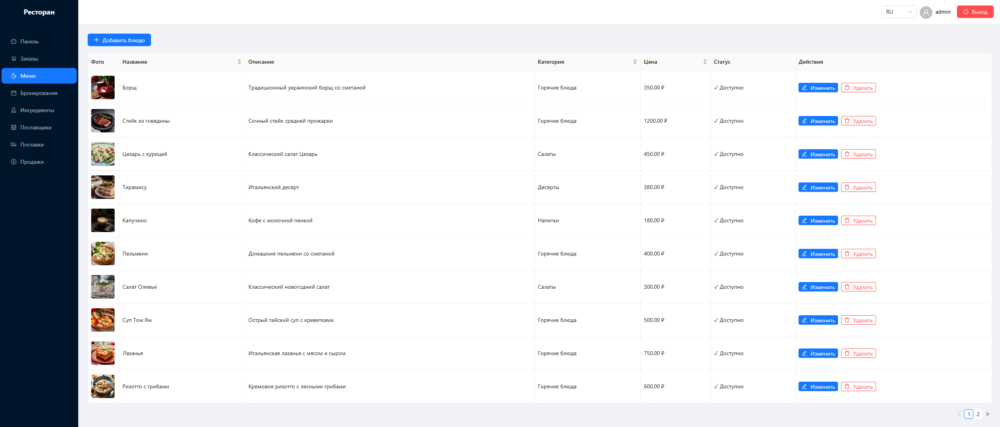 Ресторан
RU
admin
Выход
Панель
Заказы
Меню
Бронирования
Ингредиенты
Поставщики
Поставки
Продажи
Добавить блюдо
Фото Название Описание Категория Цена Статус Действия
Борщ Традиционный украинский борщ со сметаной Горячие блюда 350.00 ₽ ✓ Доступно Изменить Удалить
Стейк из говядины Сочный стейк средней прожарки Горячие блюда 1200.00 ₽ ✓ Доступно Изменить Удалить
Цезарь с курицей Классический салат Цезарь Салаты 450.00 ₽ ✓ Доступно Изменить Удалить
Тирамису Итальянский десерт Десерты 380.00 ₽ ✓ Доступно Изменить Удалить
Капучино Кофе с молочной пенкой Напитки 180.00 ₽ ✓ Доступно Изменить Удалить
Пельмени Домашние пельмени со сметаной Горячие блюда 400.00 ₽ ✓ Доступно Изменить Удалить
Салат Оливье Классический новогодний салат Салаты 300.00 ₽ ✓ Доступно Изменить Удалить
Суп Том Ям Острый тайский суп с креветками Горячие блюда 500.00 ₽ ✓ Доступно Изменить Удалить
Лазанья Итальянская лазанья с мясом и сыром Горячие блюда 750.00 ₽ ✓ Доступно Изменить Удалить
Ризотто с грибами Кремовое ризотто с лесными грибами Горячие блюда 600.00 ₽ ✓ Доступно Изменить Удалить
1 2